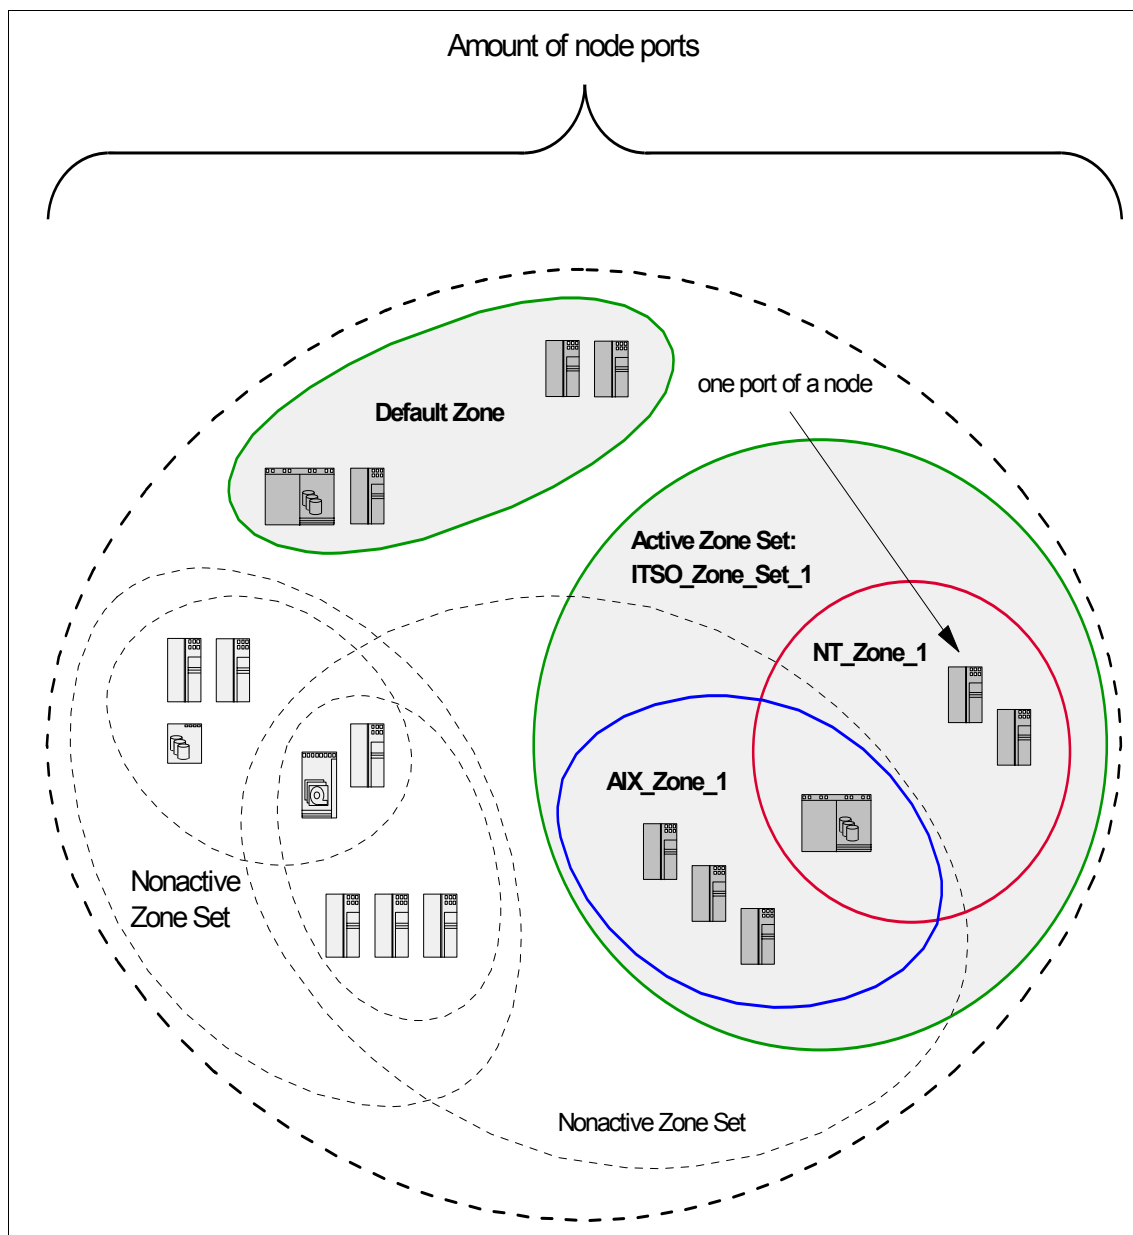 Amount of node ports
one port of a node
Default Zone
Active Zone Set:
ITSO_Zone_Set_1
NT_Zone_1
AIX_Zone_1
Nonactive
Zone Set
Nonactive Zone Set